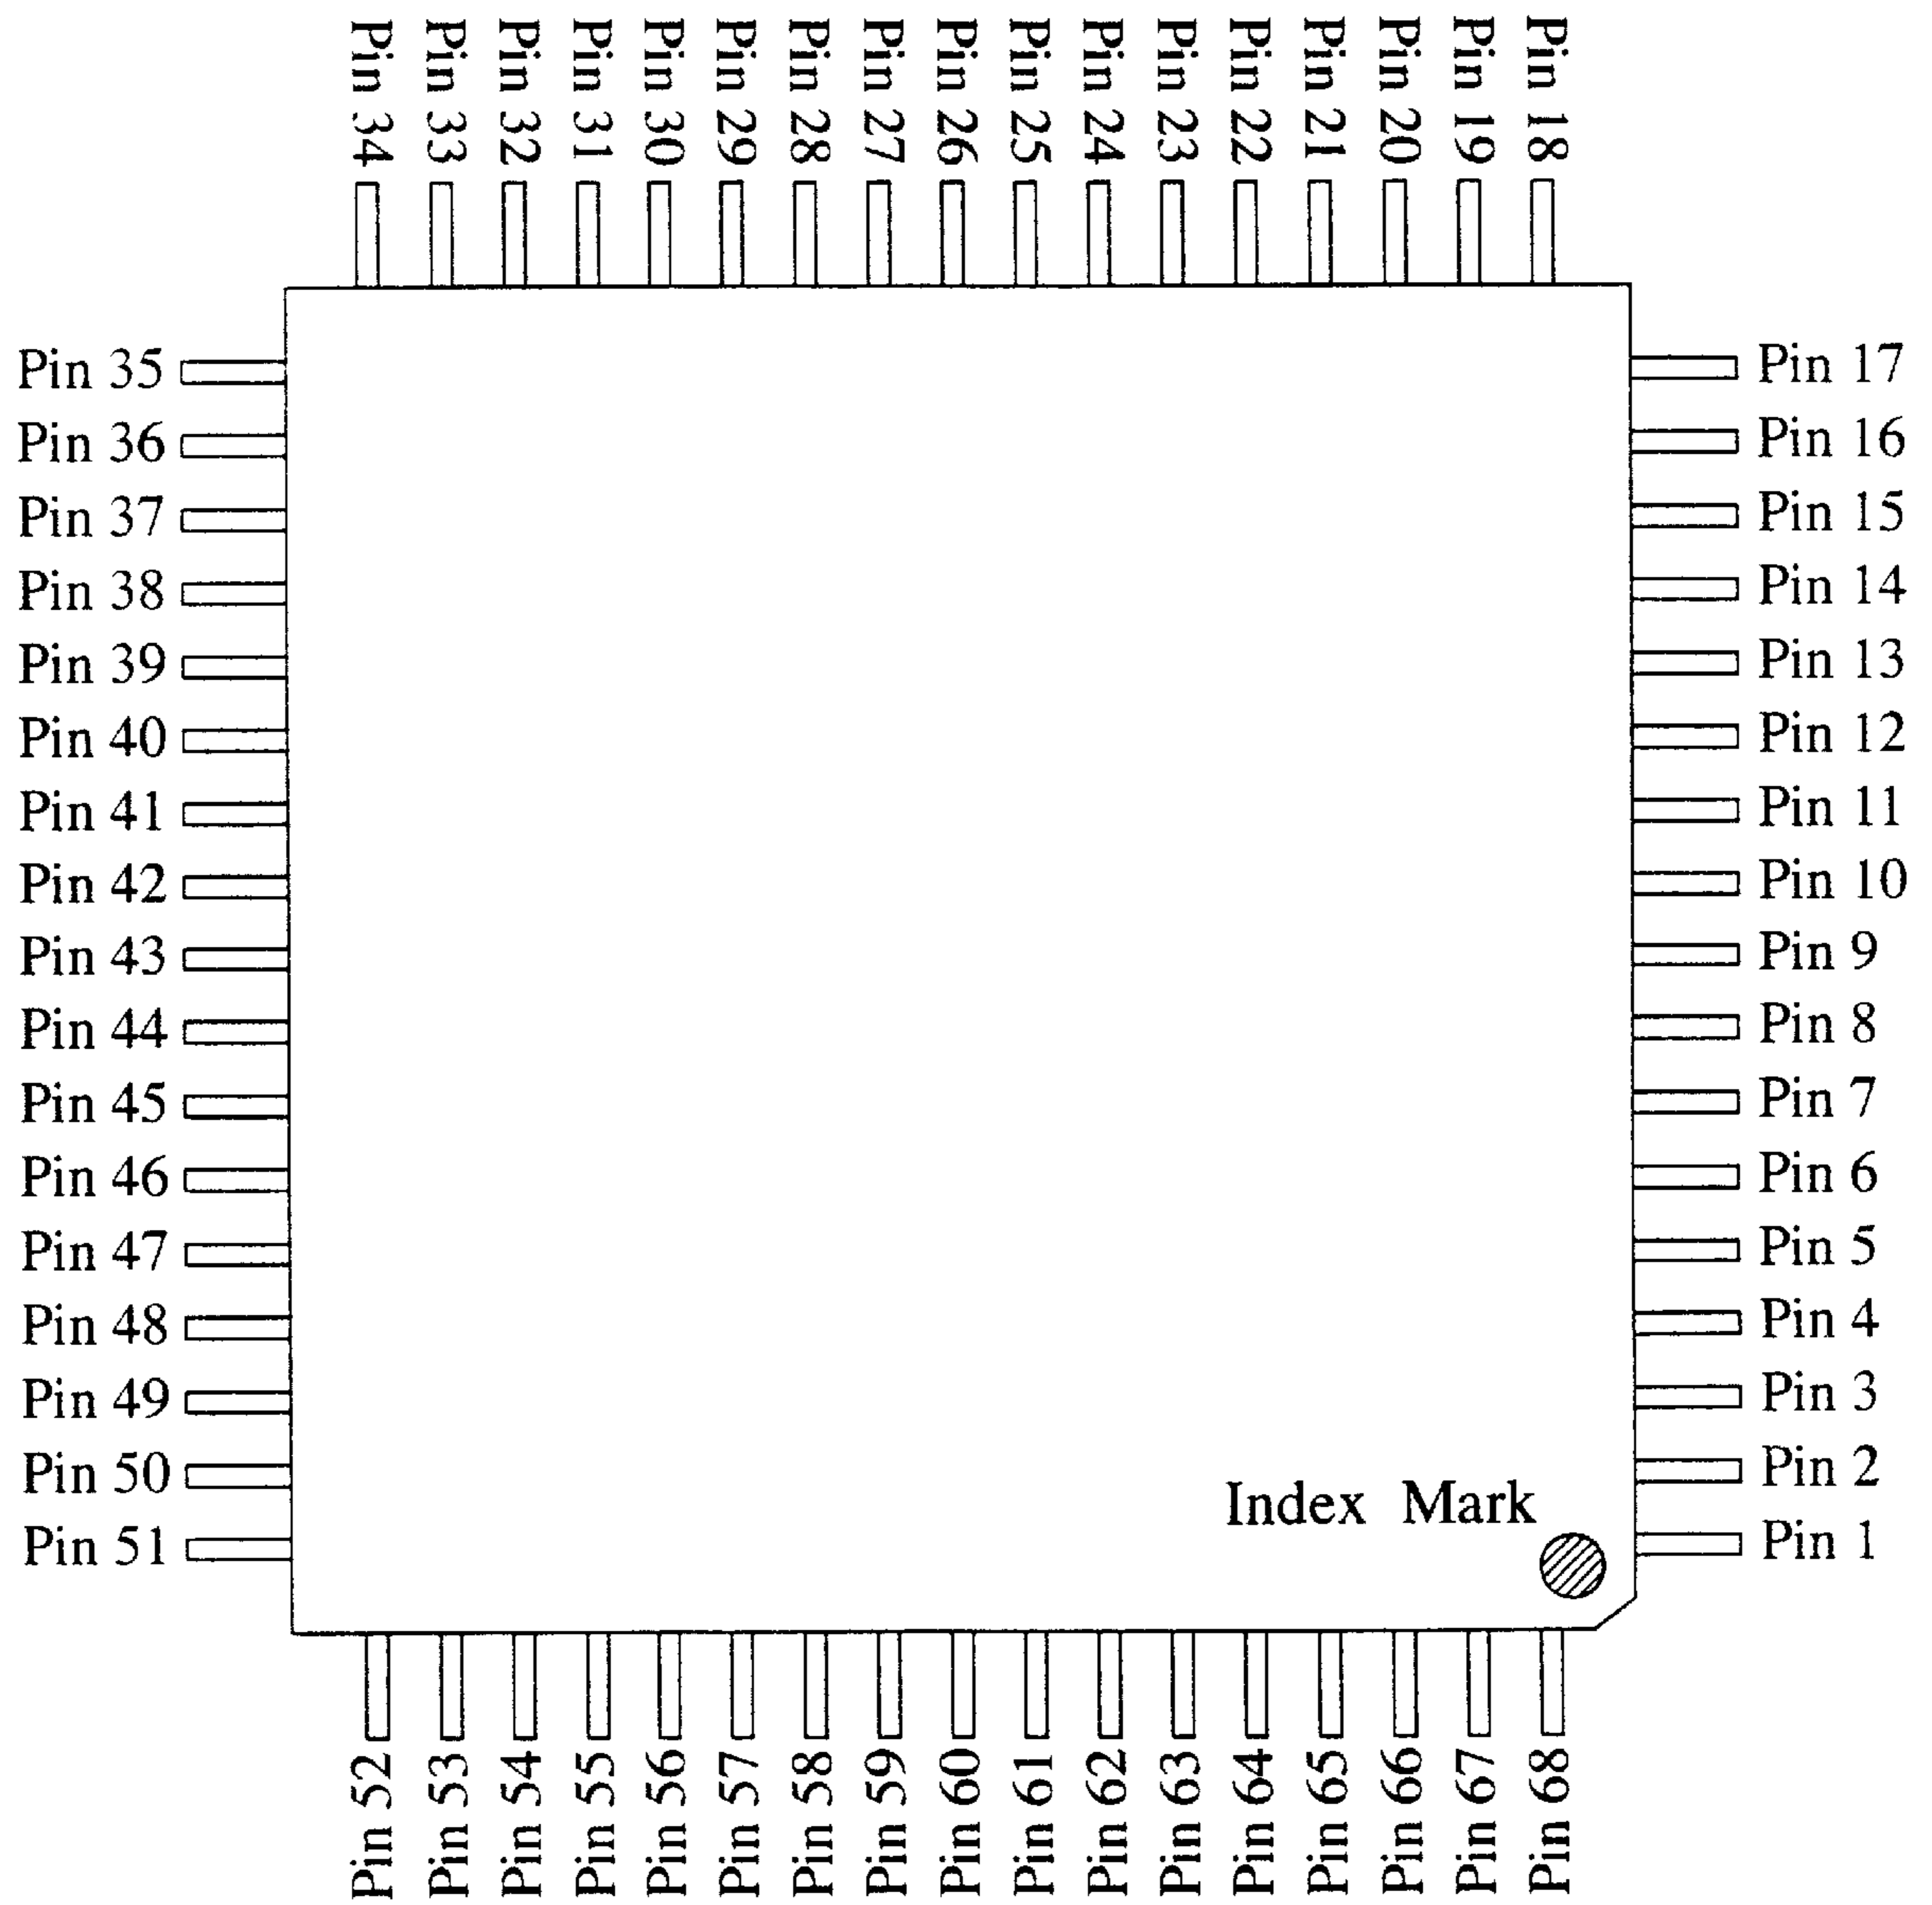 Pin 34
Pin 33
Pin 32
Pin 31
Pin 30
Pin 29
Pin 28
Pin 27
Pin 26
Pin 25
Pin 24
Pin 23
Pin 22
Pin 21
Pin 20
Pin 19
Pin 18
Pin 35
Pin 36
Pin 37
Pin 38
Pin 39
Pin 40
Pin 41
Pin 42
Pin 43
Pin 44
Pin 45
Pin 46
Pin 47
Pin 48
Pin 49
Pin 50
Pin 51
Pin 17
Pin 16
Pin 15
Pin 14
Pin 13
Pin 12
Pin 11
Pin 10
Pin 9
Pin 8
Pin 7
Pin 6
Pin 5
Pin 4
Pin 3
Pin 2
Pin 1
Index Mark
Pin 52
Pin 53
Pin 54
Pin 55
Pin 56
Pin 57
Pin 58
Pin 59
Pin 60
Pin 61
Pin 62
Pin 63
Pin 64
Pin 65
Pin 66
Pin 67
Pin 68